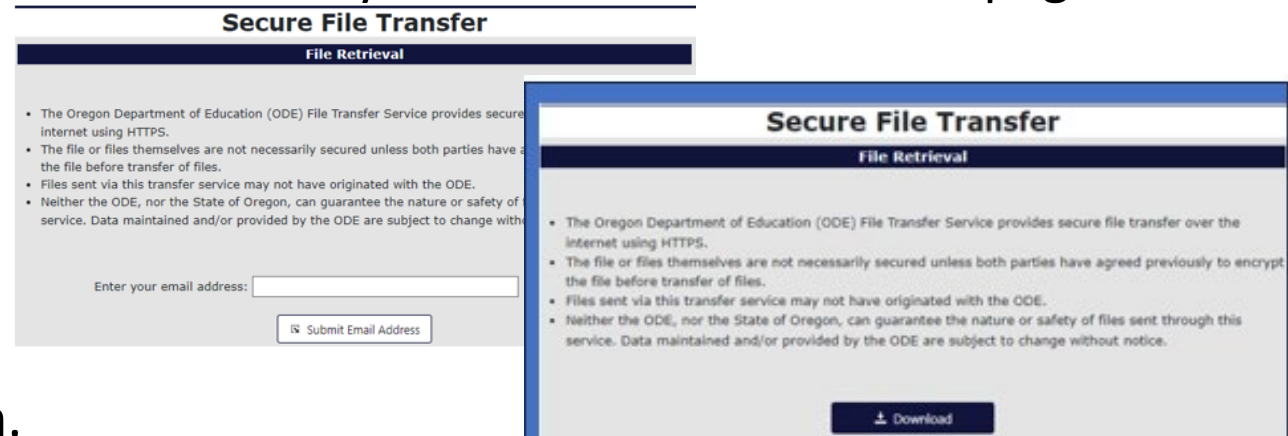 Secure File Transfer
File Retrieval
• The Oregon Department of Education (ODE) File Transfer Service provides secure
internet using HTTPS.
• The file or files themselves are not necessarily secured unless both parties have a
the file before transfer of files.
• Files sent via this transfer service may not have originated with the ODE.
• Neither the ODE, nor the State of Oregon, can guarantee the nature or safety of
service. Data maintained and/or provided by the ODE are subject to change witho
Enter your email address:
Submit Email Address
Secure File Transfer
File Retrieval
• The Oregon Department of Education (ODE) File Transfer Service provides secure file transfer over the
internet using HTTPS.
• The file or files themselves are not necessarily secured unless both parties have agreed previously to encrypt
the file before transfer of files.
• Files sent via this transfer service may not have originated with the ODE.
• Neither the ODE, nor the State of Oregon, can guarantee the nature or safety of files sent through this
service. Data maintained and/or provided by the ODE are subject to change without notice.
Download